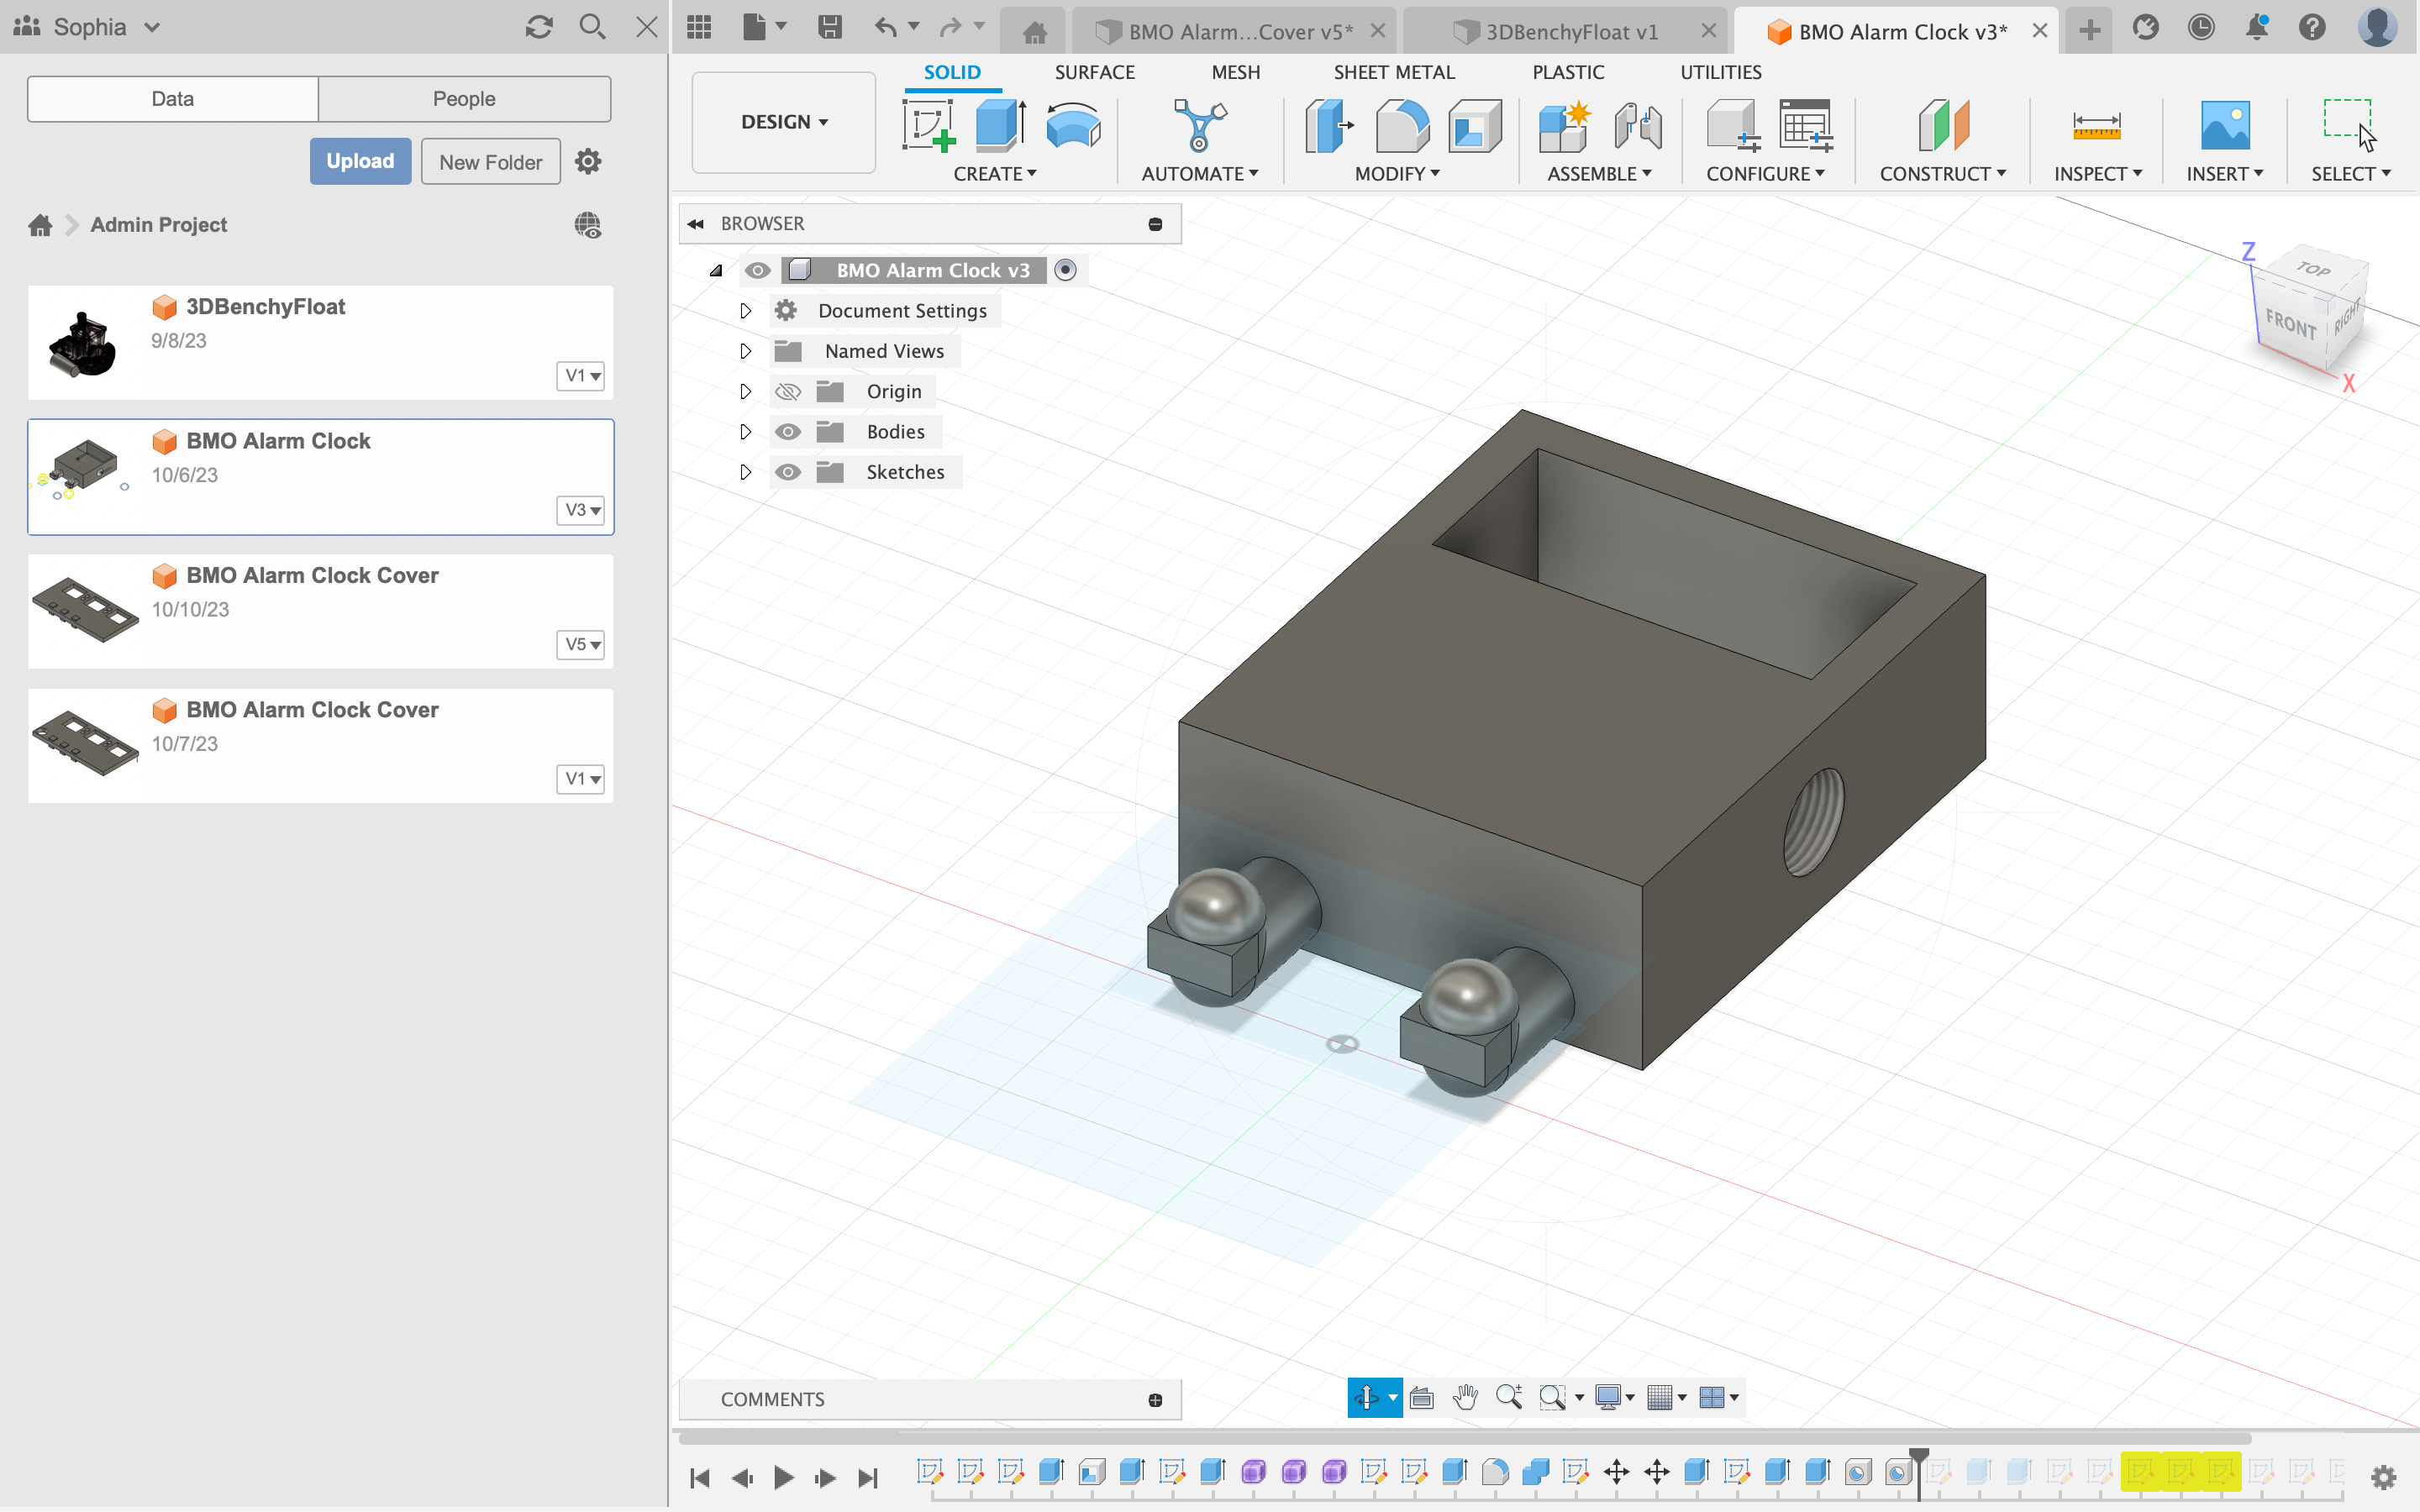 Sophia
BMO Alarm...Cover v5*
3DBenchyFloat v1
BMO Alarm Clock v3*
Data
People
Upload
New Folder
Admin Project
3DBenchyFloat
9/8/23
V1
BMO Alarm Clock
10/6/23
V3
BMO Alarm Clock Cover
10/10/23
V5
BMO Alarm Clock Cover
10/7/23
V1
DESIGN
SOLID
SURFACE
MESH
SHEET METAL
PLASTIC
UTILITIES
CREATE
AUTOMATE
MODIFY
ASSEMBLE
CONFIGURE
CONSTRUCT
INSPECT
INSERT
SELECT
BROWSER
BMO Alarm Clock v3
Document Settings
Named Views
Origin
Bodies
Sketches
Z
TOP
FRONT
RIGHT
X
COMMENTS